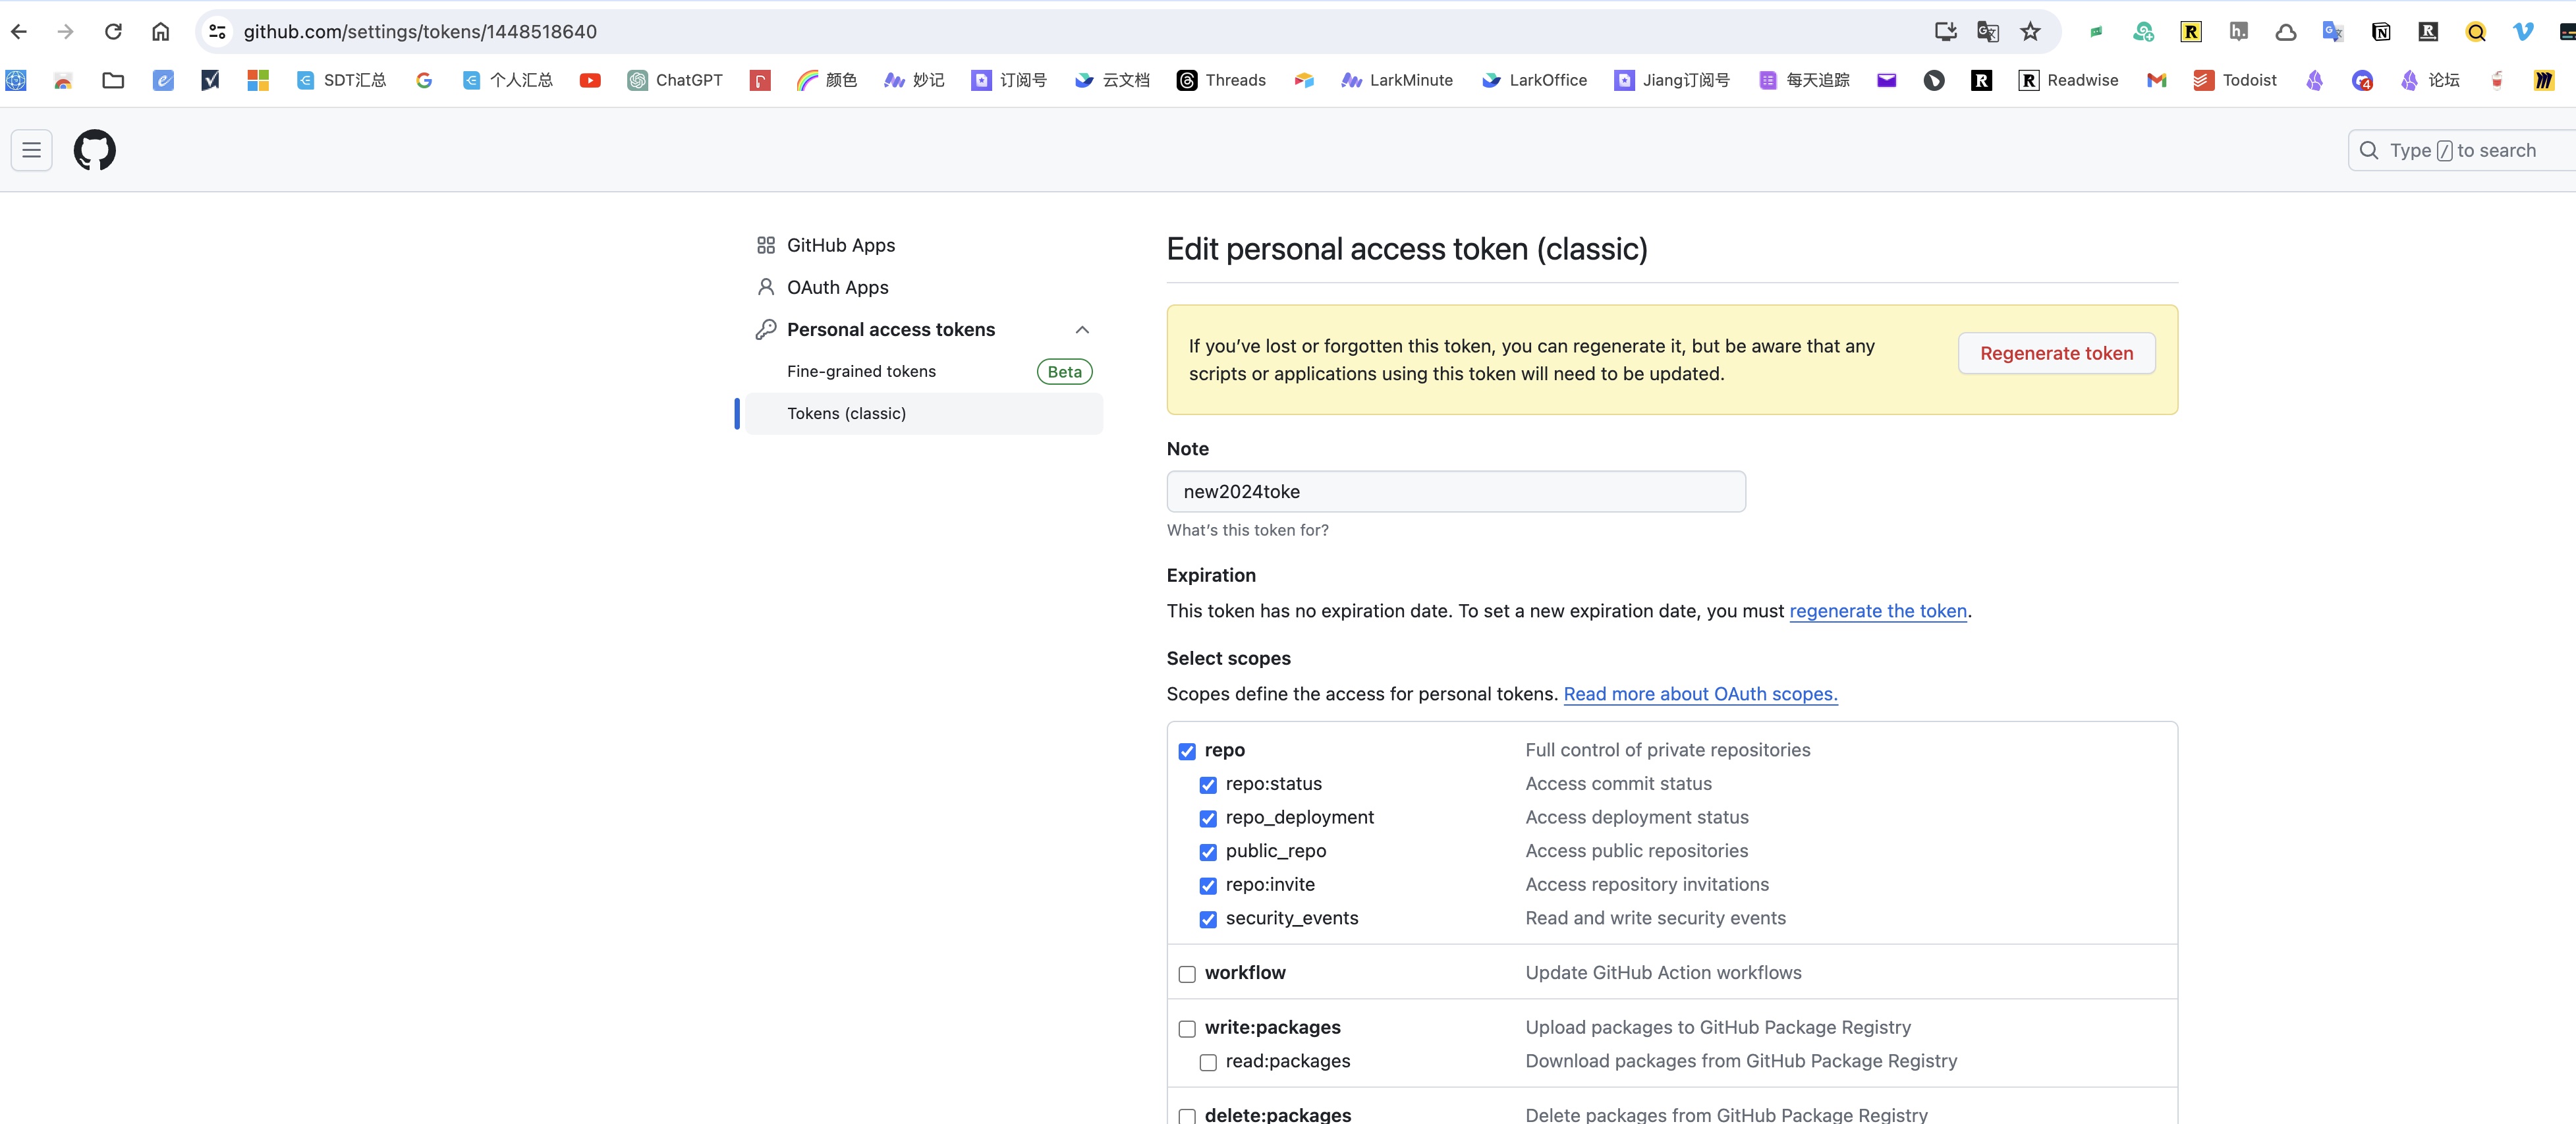 github.com/settings/tokens/1448518640
SDT汇总 个人汇总 ChatGPT 颜色 妙记 订阅号 云文档 Threads LarkMinute LarkOffice Jiang订阅号 每天追踪 Readwise Todoist 论坛
Type / to search
GitHub Apps
OAuth Apps
Personal access tokens
Fine-grained tokens Beta
Tokens (classic)
Edit personal access token (classic)
If you’ve lost or forgotten this token, you can regenerate it, but be aware that any
scripts or applications using this token will need to be updated.
Regenerate token
Note
new2024toke
What’s this token for?
Expiration
This token has no expiration date. To set a new expiration date, you must regenerate the token.
Select scopes
Scopes define the access for personal tokens. Read more about OAuth scopes.
repo Full control of private repositories
repo:status Access commit status
repo_deployment Access deployment status
public_repo Access public repositories
repo:invite Access repository invitations
security_events Read and write security events
workflow Update GitHub Action workflows
write:packages Upload packages to GitHub Package Registry
read:packages Download packages from GitHub Package Registry
delete:packages Delete packages from GitHub Package Registry